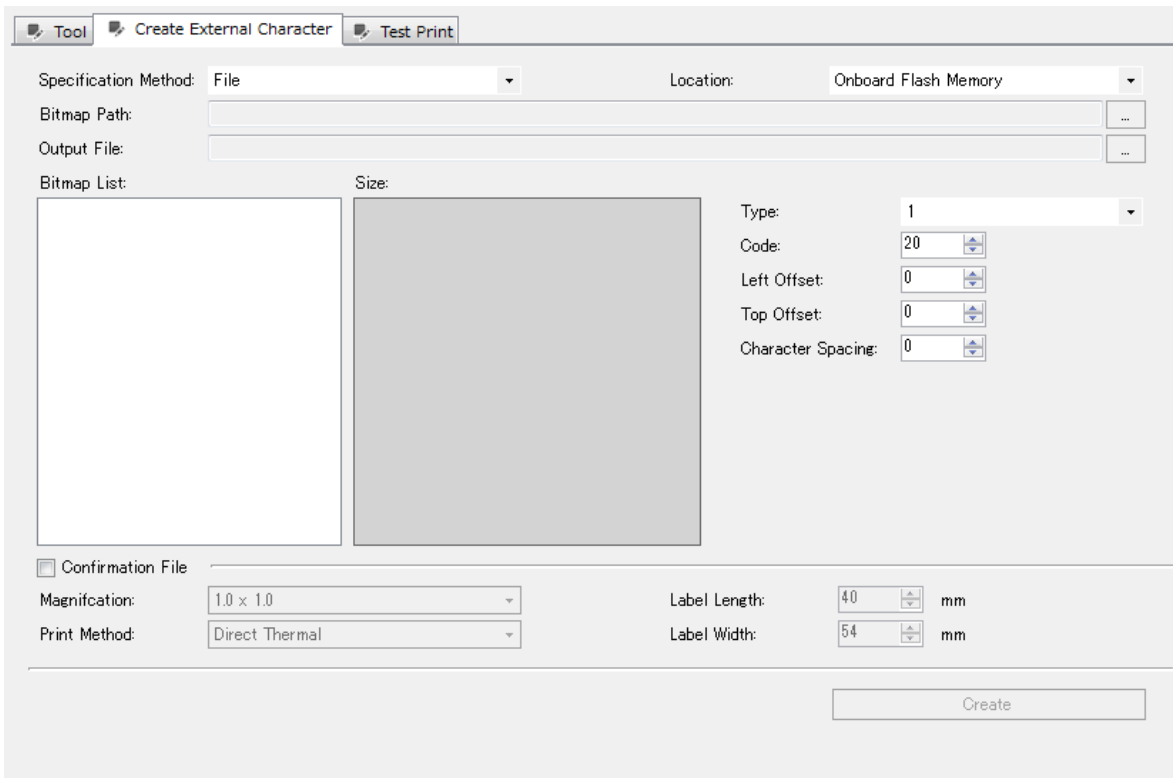 Tool Create External Character Test Print
Specification Method: File Location: Onboard Flash Memory
Bitmap Path: ...
Output File: ...
Bitmap List: Size:
Type: 1
Code: 20
Left Offset: 0
Top Offset: 0
Character Spacing: 0
Confirmation File
Magnifcation: 1.0 × 1.0 Label Length: 40 mm
Print Method: Direct Thermal Label Width: 54 mm
Create